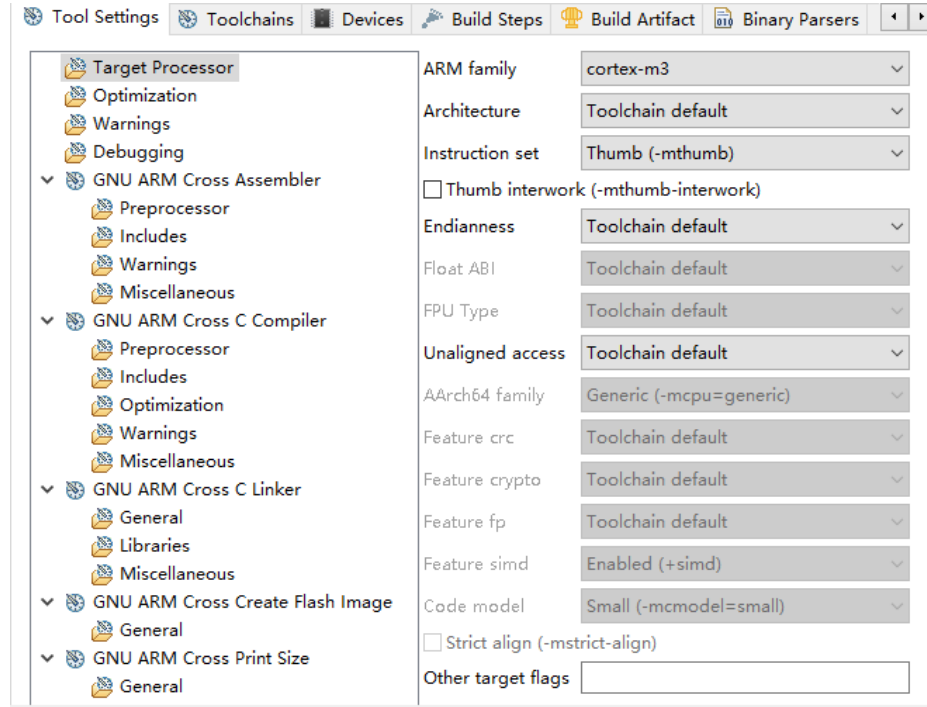 Tool Settings Toolchains Devices Build Steps Build Artifact Binary Parsers
Target Processor
Optimization
Warnings
Debugging
GNU ARM Cross Assembler
Preprocessor
Includes
Warnings
Miscellaneous
GNU ARM Cross C Compiler
Preprocessor
Includes
Optimization
Warnings
Miscellaneous
GNU ARM Cross C Linker
General
Libraries
Miscellaneous
GNU ARM Cross Create Flash Image
General
GNU ARM Cross Print Size
General
ARM family cortex-m3
Architecture Toolchain default
Instruction set Thumb (-mthumb)
Thumb interwork (-mthumb-interwork)
Endianness Toolchain default
Float ABI Toolchain default
FPU Type Toolchain default
Unaligned access Toolchain default
AArch64 family Generic (-mcpu=generic)
Feature crc Toolchain default
Feature crypto Toolchain default
Feature fp Toolchain default
Feature simd Enabled (+simd)
Code model Small (-mcmodel=small)
Strict align (-mstrict-align)
Other target flags